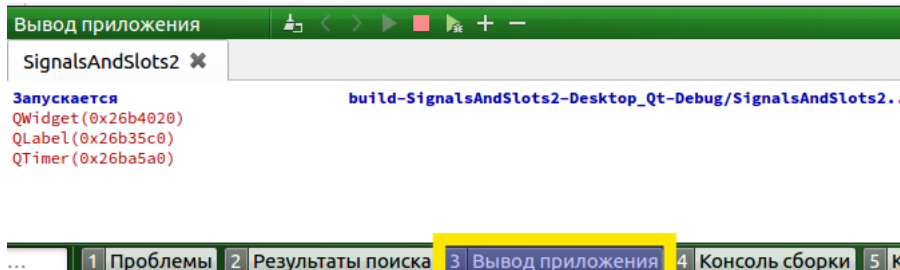 Вывод приложения
SignalsAndSlots2
Запускается build-SignalsAndSlots2-Desktop_Qt-Debug/SignalsAndSlots2..
QWidget(0x26b4020)
QLabel(0x26b35c0)
QTimer(0x26ba5a0)
... 1 Проблемы 2 Результаты поиска 3 Вывод приложения 4 Консоль сборки 5